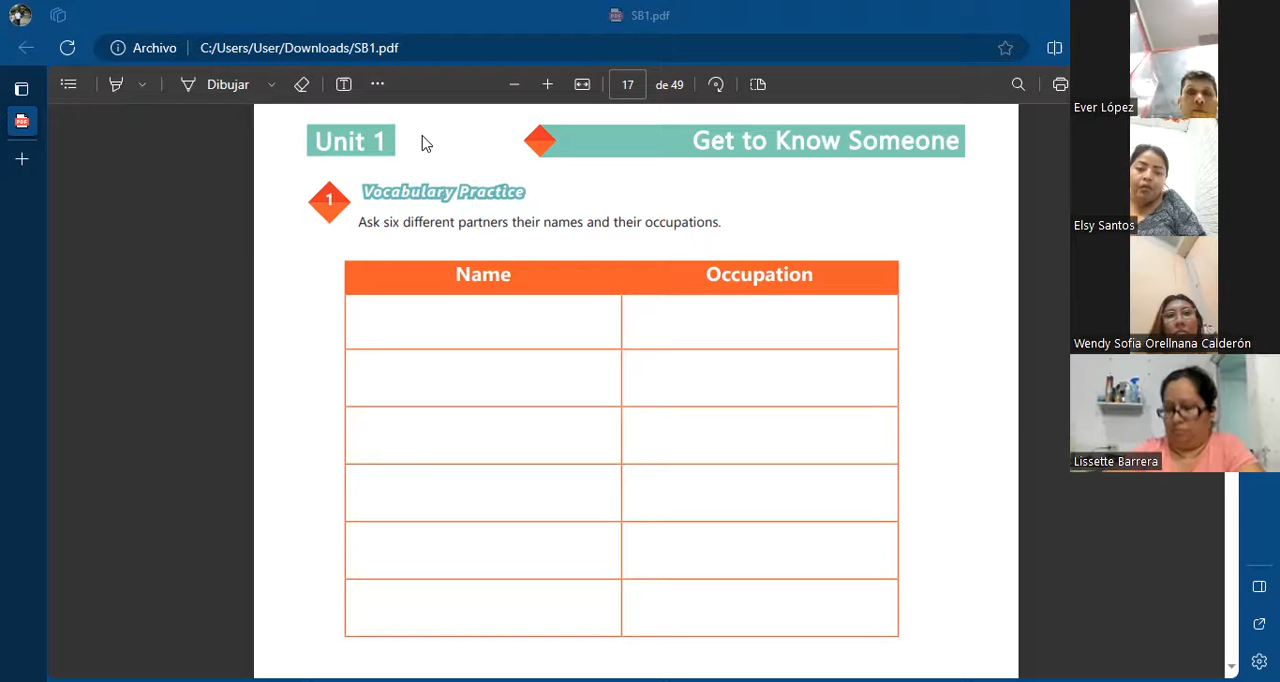 SB1.pdf
Archivo C:/Users/User/Downloads/SB1.pdf
Dibujar 17 de 49
Unit 1 Get to Know Someone
1 Vocabulary Practice
Ask six different partners their names and their occupations.
Name Occupation
Ever López
Elsy Santos
Wendy Sofia Orellnana Calderón
Lissette Barrera